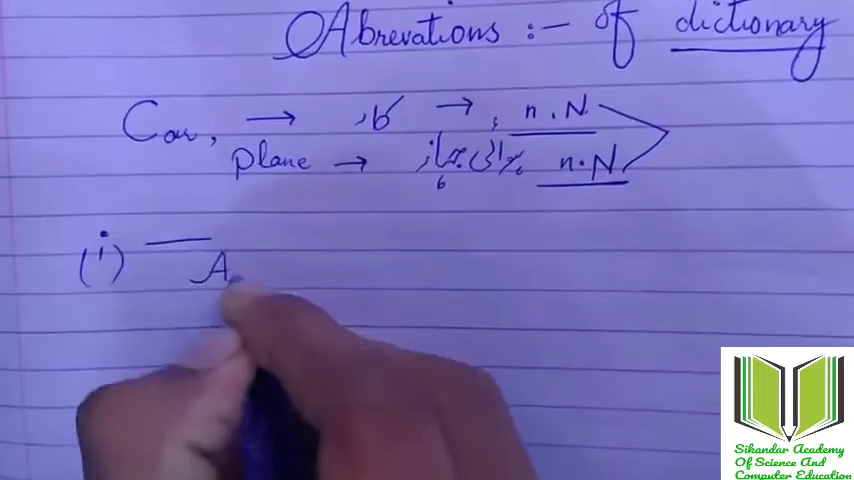 Abrevations :- of dictionary
Car, → کار → , n.N.
Plane → ہوائی جہاز, n.N
(i) — A.
Sikandar Academy
Of Science And
Computer Education